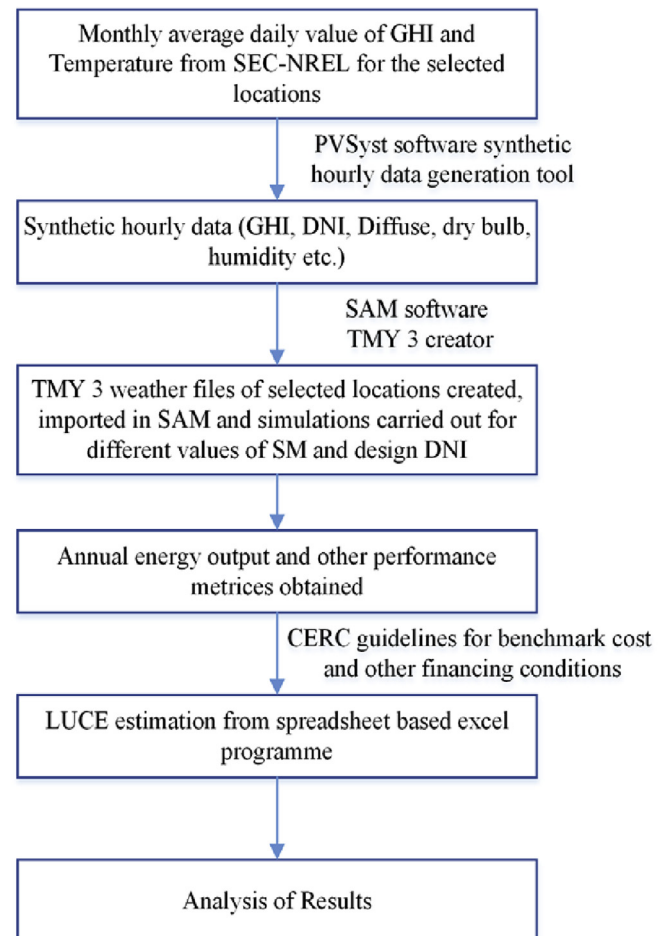 Monthly average daily value of GHI and
Temperature from SEC-NREL for the selected
locations
PVSyst software synthetic
hourly data generation tool
Synthetic hourly data (GHI, DNI, Diffuse, dry bulb,
humidity etc.)
SAM software
TMY 3 creator
TMY 3 weather files of selected locations created,
imported in SAM and simulations carried out for
different values of SM and design DNI
Annual energy output and other performance
metrices obtained
CERC guidelines for benchmark cost
and other financing conditions
LUCE estimation from spreadsheet based excel
programme
Analysis of Results